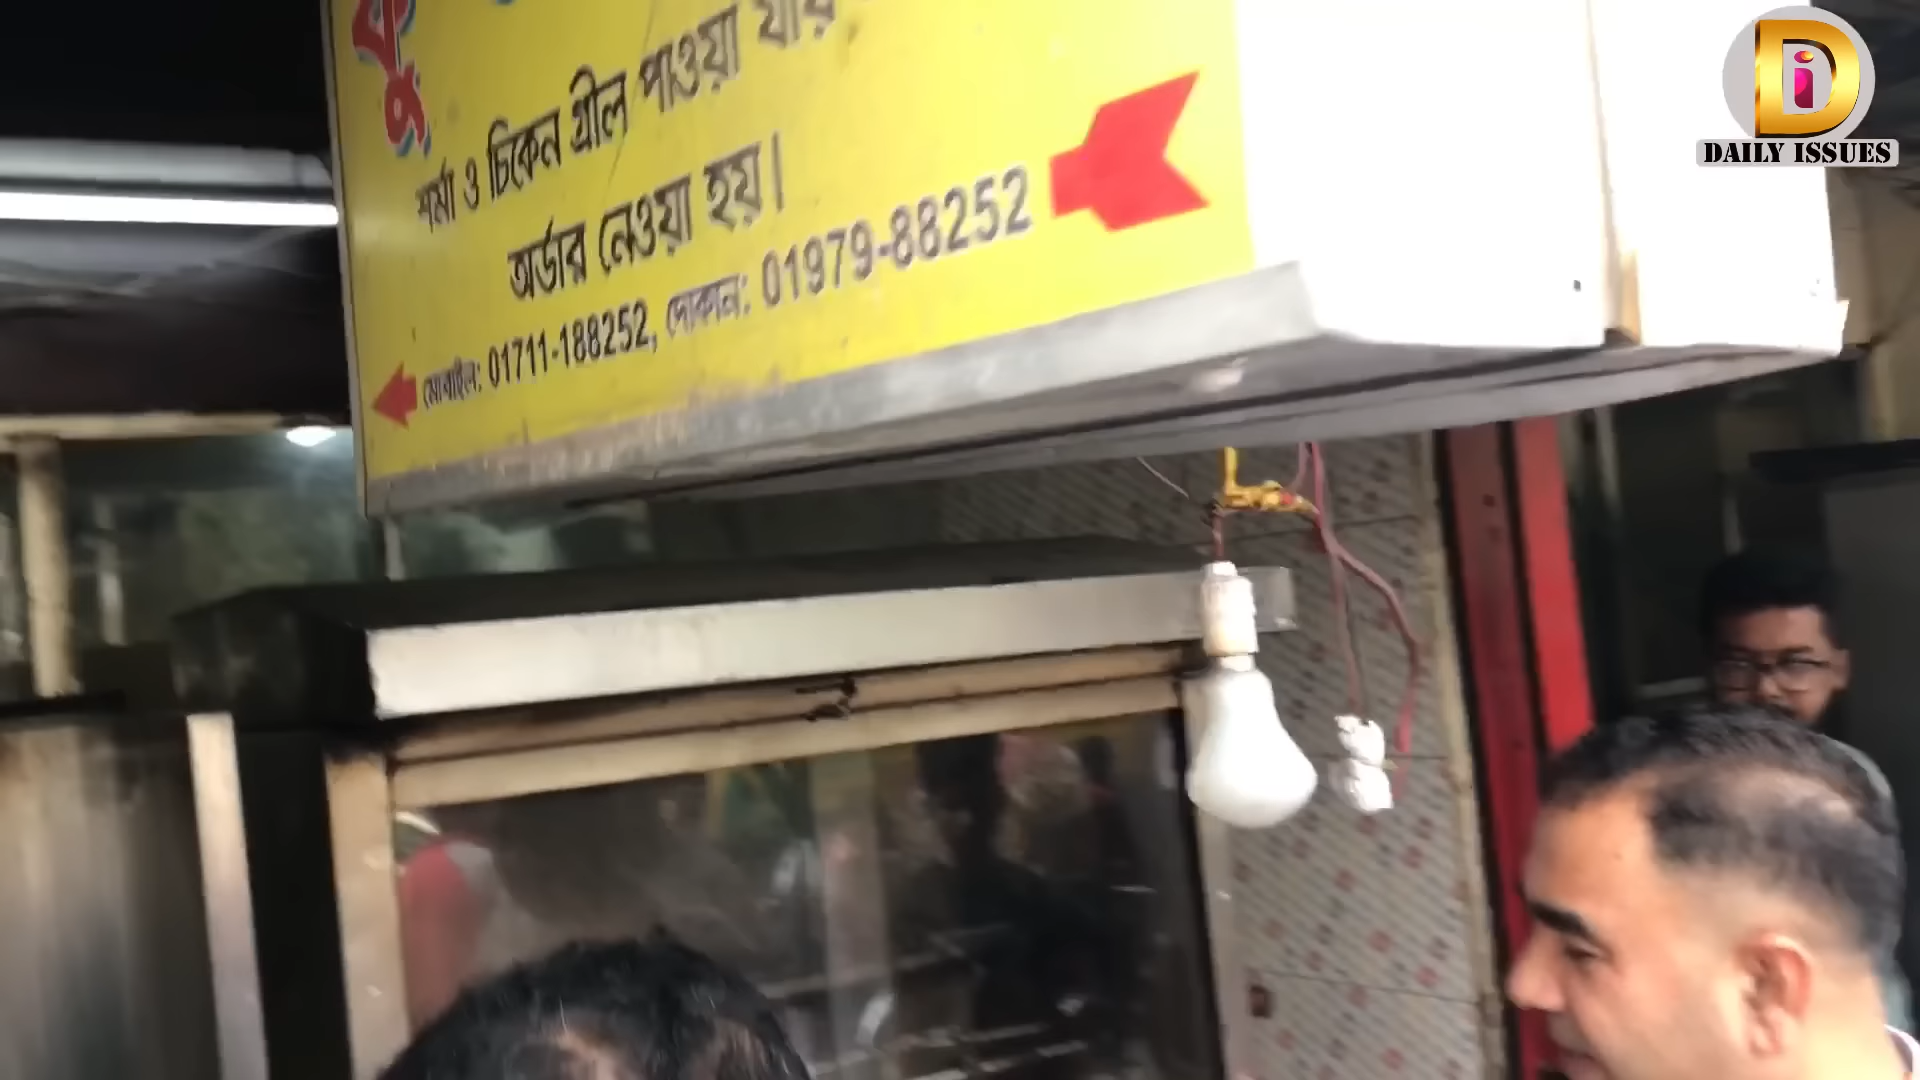 শর্মা ও চিকেন গ্রীল পাওয়া যায়
অর্ডার নেওয়া হয়।
মোবাইল: 01711-188252, দোকান: 01979-88252
DAILY ISSUES